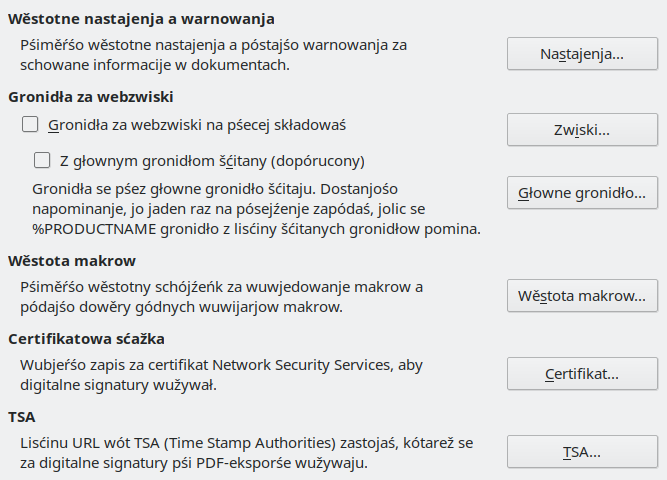 Wěstotne nastajenja a warnowanja
Pśiměŕśo wěstotne nastajenja a póstajśo warnowanja za
schowane informacije w dokumentach.
Nastajenja...
Gronidła za webzwiski
Gronidła za webzwiski na pśecej składowaś
Zwiski...
Z głownym gronidłom šćitany (dopórucony)
Gronidła se pśez głowne gronidło šćitaju. Dostanjośo
napominanje, jo jaden raz na pósejźenje zapódaś, jolic se
%PRODUCTNAME gronidło z lisćiny šćitanych gronidłow pomina.
Głowne gronidło...
Wěstota makrow
Pśiměŕśo wěstotny schójźeńk za wuwjedowanje makrow a
pódajśo dowěry gódnych wuwijarjow makrow.
Wěstota makrow...
Certifikatowa sćažka
Wubjeŕśo zapis za certifikat Network Security Services, aby
digitalne signatury wužywał.
Certifikat...
TSA
Lisćinu URL wót TSA (Time Stamp Authorities) zastojaś, kótarež se
za digitalne signatury pśi PDF-eksporśe wužywaju.
TSA...